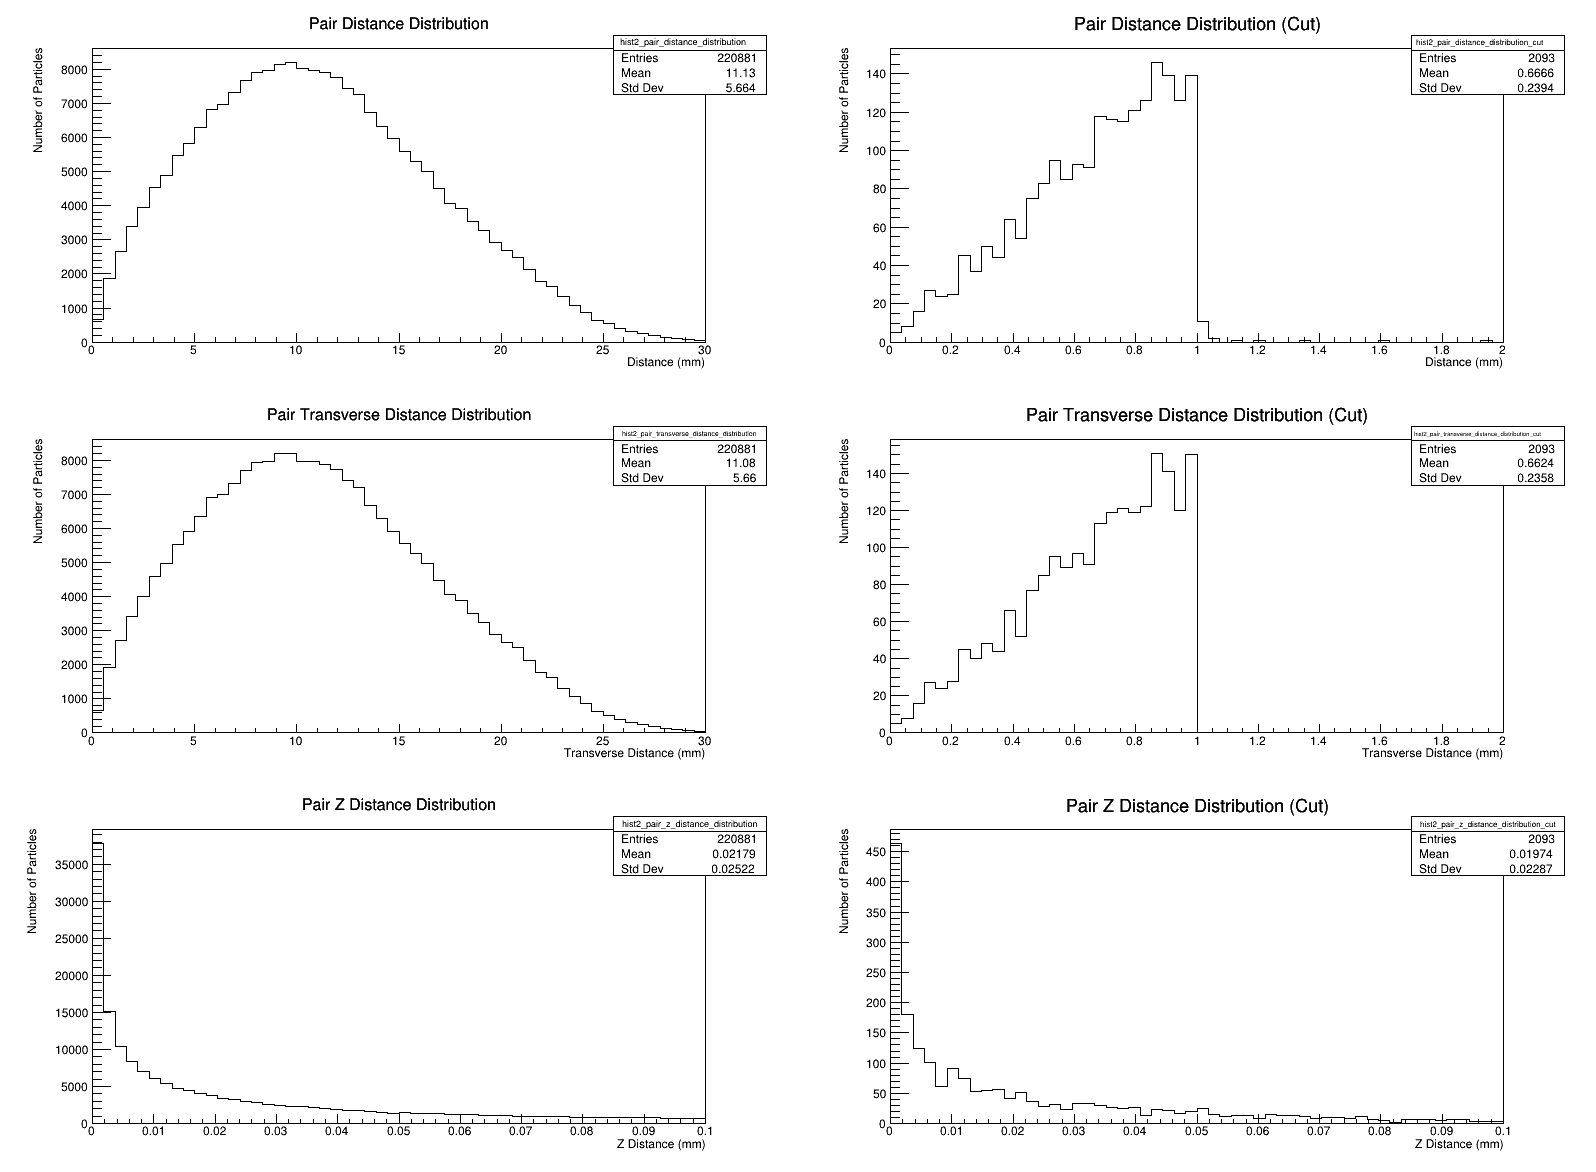 Pair Distance Distribution
hist2_pair_distance_distribution
Entries 220881
Mean 11.13
Std Dev 5.664
Number of Particles
8000
7000
6000
5000
4000
3000
2000
1000
0
0 5 10 15 20 25 30
Distance (mm)
Pair Distance Distribution (Cut)
hist2_pair_distance_distribution_cut
Entries 2093
Mean 0.6666
Std Dev 0.2394
Number of Particles
140
120
100
80
60
40
20
0
0 0.2 0.4 0.6 0.8 1 1.2 1.4 1.6 1.8 2
Distance (mm)
Pair Transverse Distance Distribution
hist2_pair_transverse_distance_distribution
Entries 220881
Mean 11.08
Std Dev 5.66
Number of Particles
8000
7000
6000
5000
4000
3000
2000
1000
0
0 5 10 15 20 25 30
Transverse Distance (mm)
Pair Transverse Distance Distribution (Cut)
hist2_pair_transverse_distance_distribution_cut
Entries 2093
Mean 0.6624
Std Dev 0.2358
Number of Particles
140
120
100
80
60
40
20
0
0 0.2 0.4 0.6 0.8 1 1.2 1.4 1.6 1.8 2
Transverse Distance (mm)
Pair Z Distance Distribution
hist2_pair_z_distance_distribution
Entries 220881
Mean 0.02179
Std Dev 0.02522
Number of Particles
35000
30000
25000
20000
15000
10000
5000
0
0 0.01 0.02 0.03 0.04 0.05 0.06 0.07 0.08 0.09 0.1
Z Distance (mm)
Pair Z Distance Distribution (Cut)
hist2_pair_z_distance_distribution_cut
Entries 2093
Mean 0.01974
Std Dev 0.02287
Number of Particles
450
400
350
300
250
200
150
100
50
0
0 0.01 0.02 0.03 0.04 0.05 0.06 0.07 0.08 0.09 0.1
Z Distance (mm)